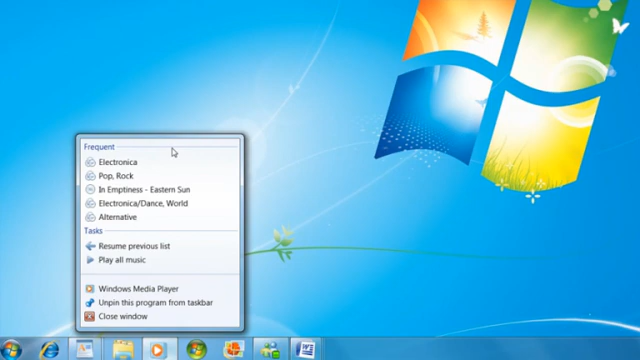 Frequent
Electronica
Pop, Rock
In Emptiness - Eastern Sun
Electronica/Dance, World
Alternative
Tasks
Resume previous list
Play all music
Windows Media Player
Unpin this program from taskbar
Close window